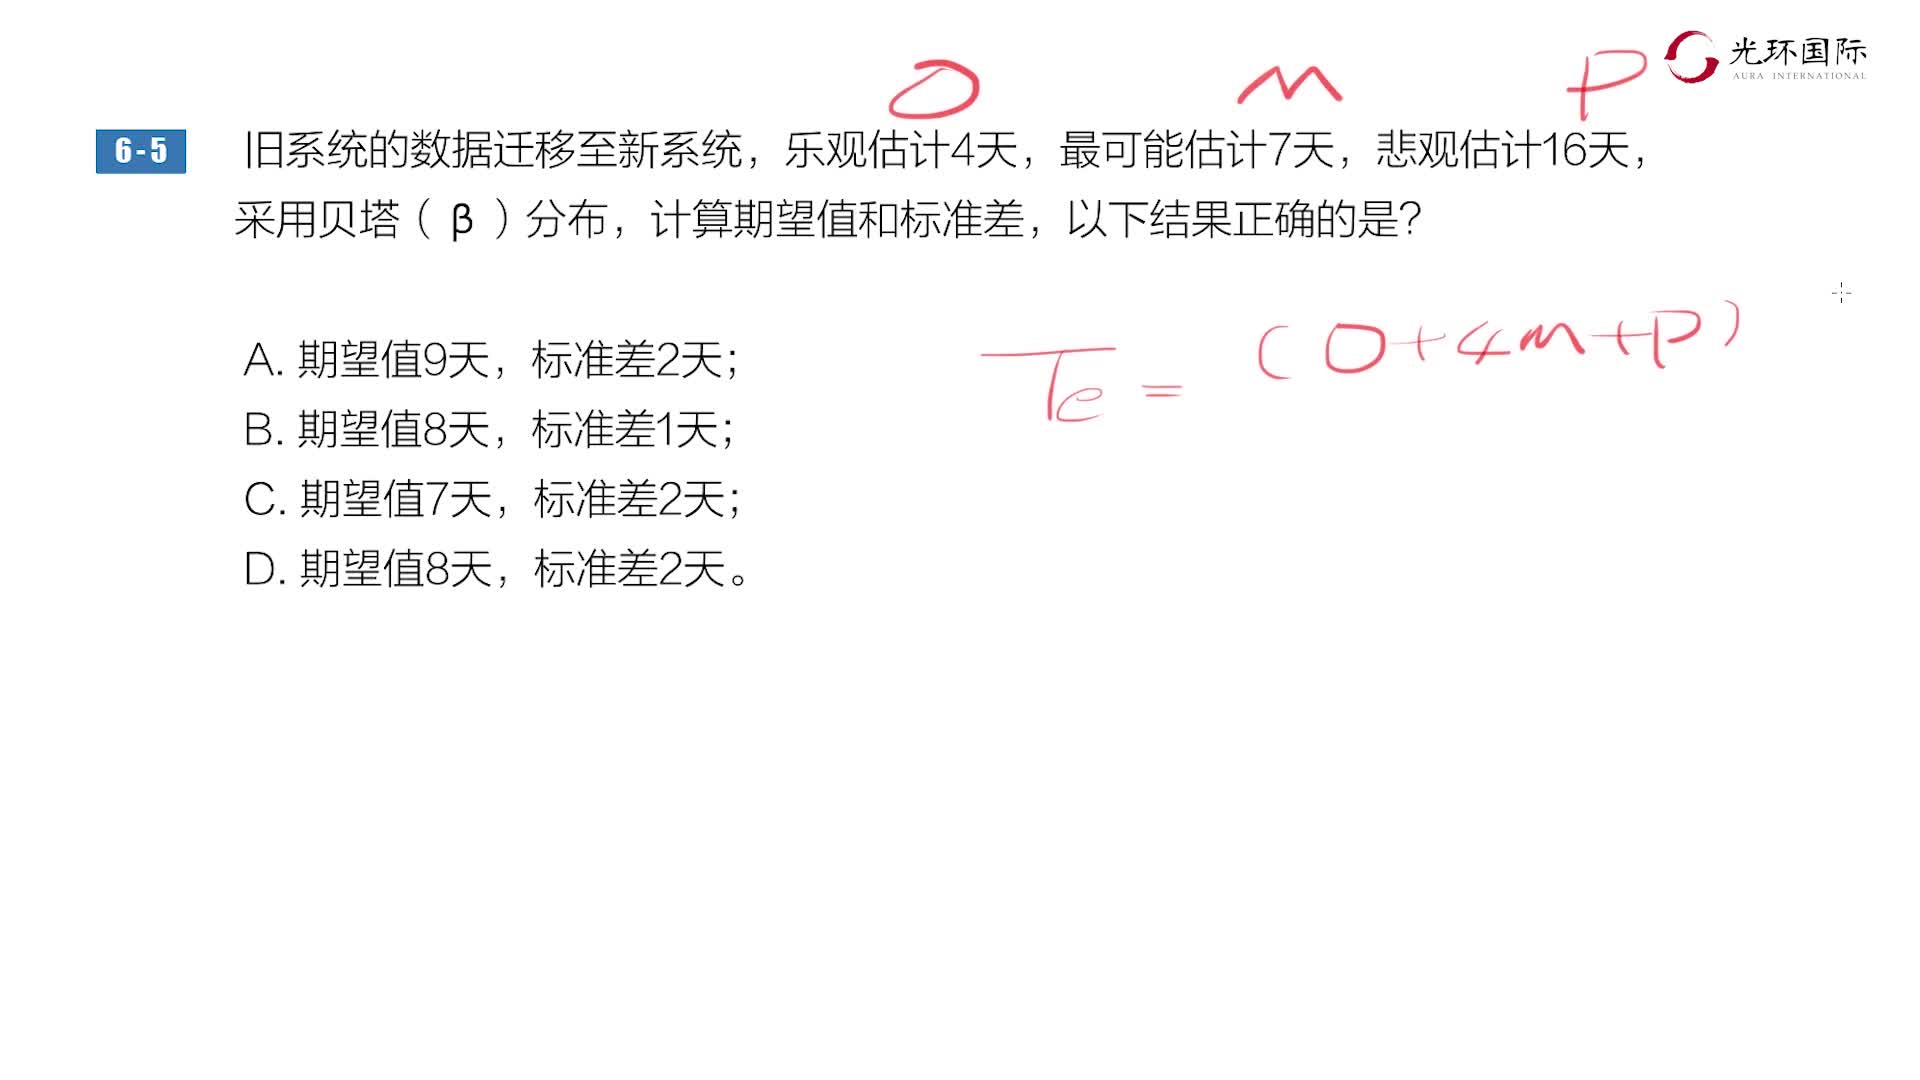 O M P
光环国际
AURA INTERNATIONAL
6-5
旧系统的数据迁移至新系统，乐观估计4天，最可能估计7天，悲观估计16天，
采用贝塔（β）分布，计算期望值和标准差，以下结果正确的是？
A. 期望值9天，标准差2天；
Te = (O+4M+P)
B. 期望值8天，标准差1天；
C. 期望值7天，标准差2天；
D. 期望值8天，标准差2天。